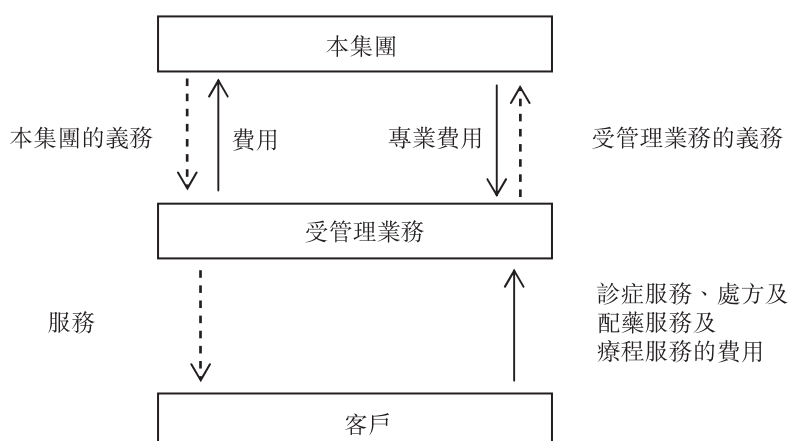 本集團
本集團的義務
費用
專業費用
受管理業務的義務
受管理業務
服務
診症服務、處方及
配藥服務及
療程服務的費用
客戶